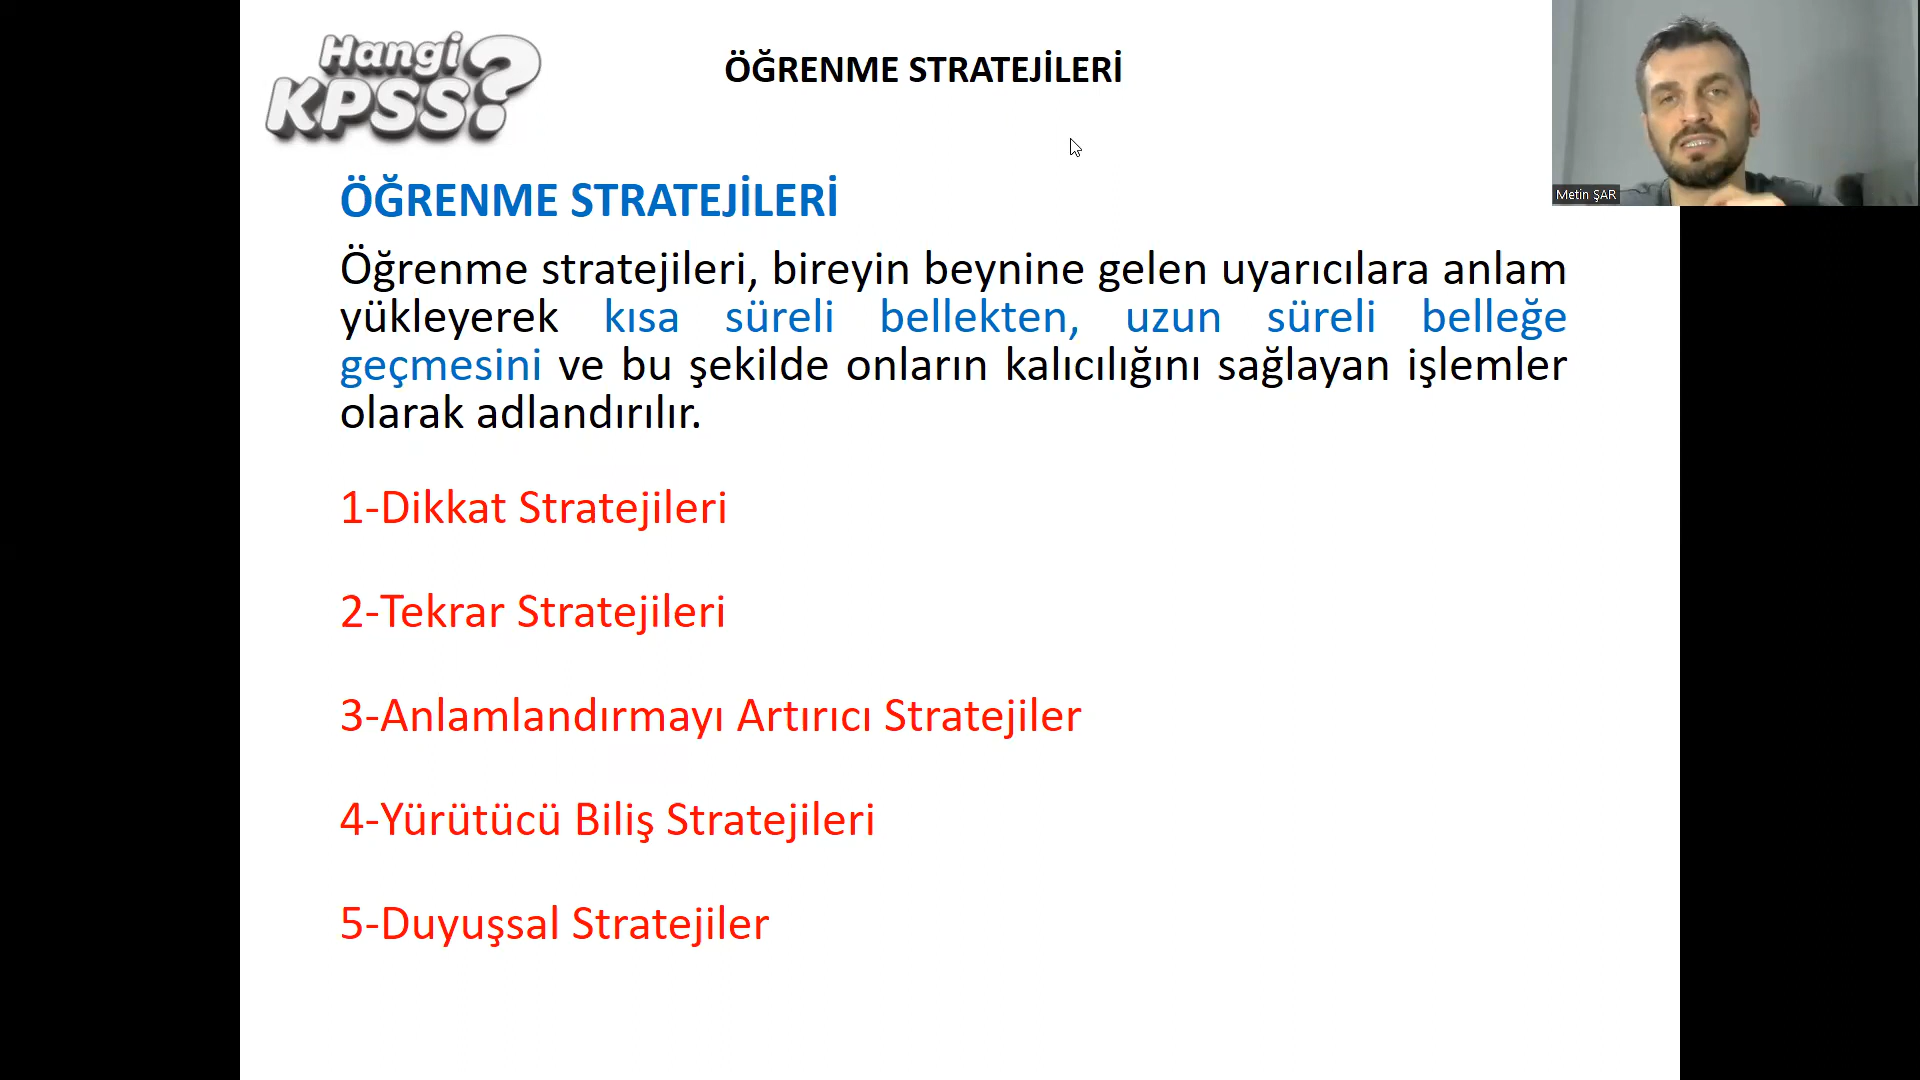 Hangi
KPSS?
ÖĞRENME STRATEJİLERİ
Metin ŞAR
ÖĞRENME STRATEJİLERİ
Öğrenme stratejileri, bireyin beynine gelen uyarıcılara anlam
yükleyerek kısa süreli bellekten, uzun süreli belleğe
geçmesini ve bu şekilde onların kalıcılığını sağlayan işlemler
olarak adlandırılır.
1-Dikkat Stratejileri
2-Tekrar Stratejileri
3-Anlamlandırmayı Artırıcı Stratejiler
4-Yürütücü Biliş Stratejileri
5-Duyuşsal Stratejiler